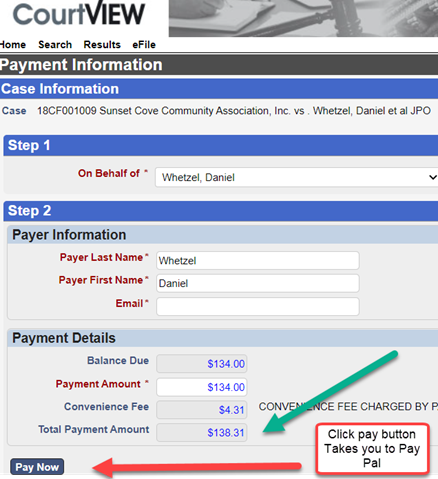 CourtVIEW
Home Search Results eFile
Payment Information
Case Information
Case 18CF001009 Sunset Cove Community Association, Inc. vs . Whetzel, Daniel et al JPO
Step 1
On Behalf of * Whetzel, Daniel
Step 2
Payer Information
Payer Last Name * Whetzel
Payer First Name * Daniel
Email *
Payment Details
Balance Due $134.00
Payment Amount * $134.00
Convenience Fee $4.31 CONVENIENCE FEE CHARGED BY
Total Payment Amount $138.31
Click pay button
Takes you to Pay
Pal
Pay Now